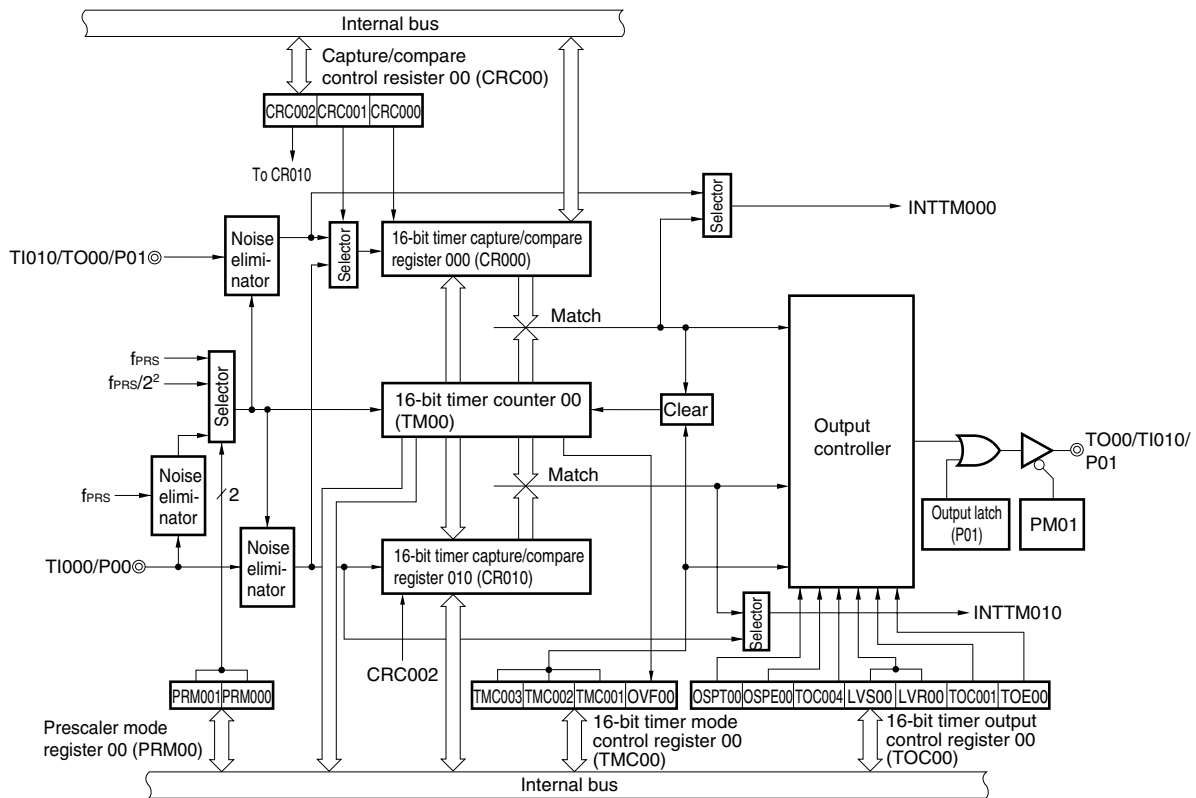 Internal bus
Capture/compare
control resister 00 (CRC00)
CRC002 CRC001 CRC000
To CR010
TI010/TO00/P01
Noise
elimi-
nator
Selector
16-bit timer capture/compare
register 000 (CR000)
Selector
INTTM000
Match
fPRS
fPRS/2²
Selector
16-bit timer counter 00
(TM00)
Clear
Output
controller
TO00/TI010/
P01
fPRS
Noise
elimi-
nator
2
Match
Output latch
(P01)
PM01
TI000/P00
Noise
elimi-
nator
16-bit timer capture/compare
register 010 (CR010)
Selector
INTTM010
CRC002
PRM001 PRM000
TMC003 TMC002 TMC001 OVF00
OSPT00 OSPE00 TOC004 LVS00 LVR00 TOC001 TOE00
Prescaler mode
register 00 (PRM00)
16-bit timer mode
control register 00
(TMC00)
16-bit timer output
control register 00
(TOC00)
Internal bus